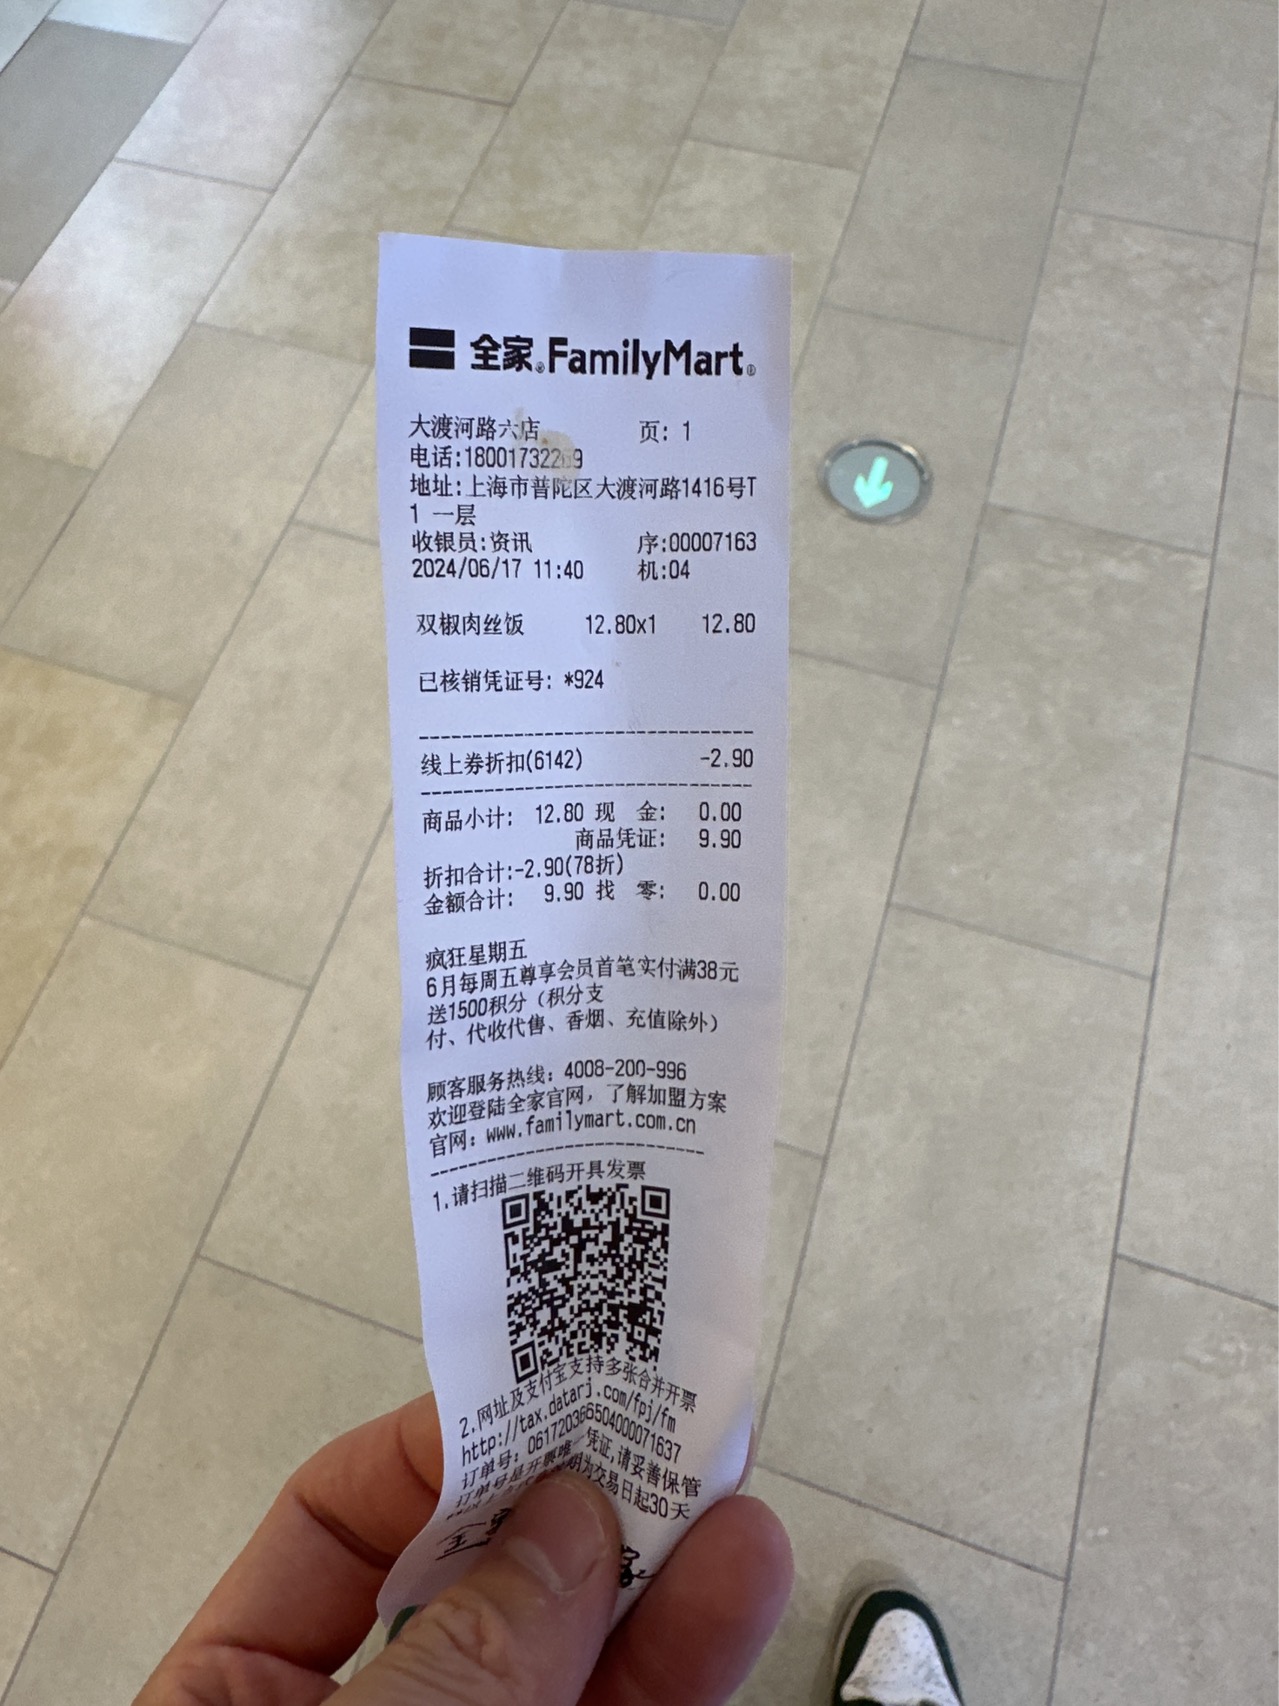 全家®FamilyMart®
大渡河路六店 页: 1
电话:18001732269
地址:上海市普陀区大渡河路1416号T
1 一层
收银员:资讯 序:00007163
2024/06/17 11:40 机:04
双椒肉丝饭 12.80x1 12.80
已核销凭证号: *924
线上券折扣(6142) -2.90
商品小计: 12.80 现 金: 0.00
商品凭证: 9.90
折扣合计:-2.90(78折)
金额合计: 9.90 找 零: 0.00
疯狂星期五
6月每周五尊享会员首笔实付满38元
送1500积分（积分支
付、代收代售、香烟、充值除外）
顾客服务热线: 4008-200-996
欢迎登陆全家官网, 了解加盟方案
官网: www.familymart.com.cn
1.请扫描二维码开具发票
2.网址及支付宝支持多张合并开票
http://tax.datarj.com/fpj/fm
订单号: 06172036650400071637
订单号是开票唯一凭证,请妥善保管
为交易日起30天